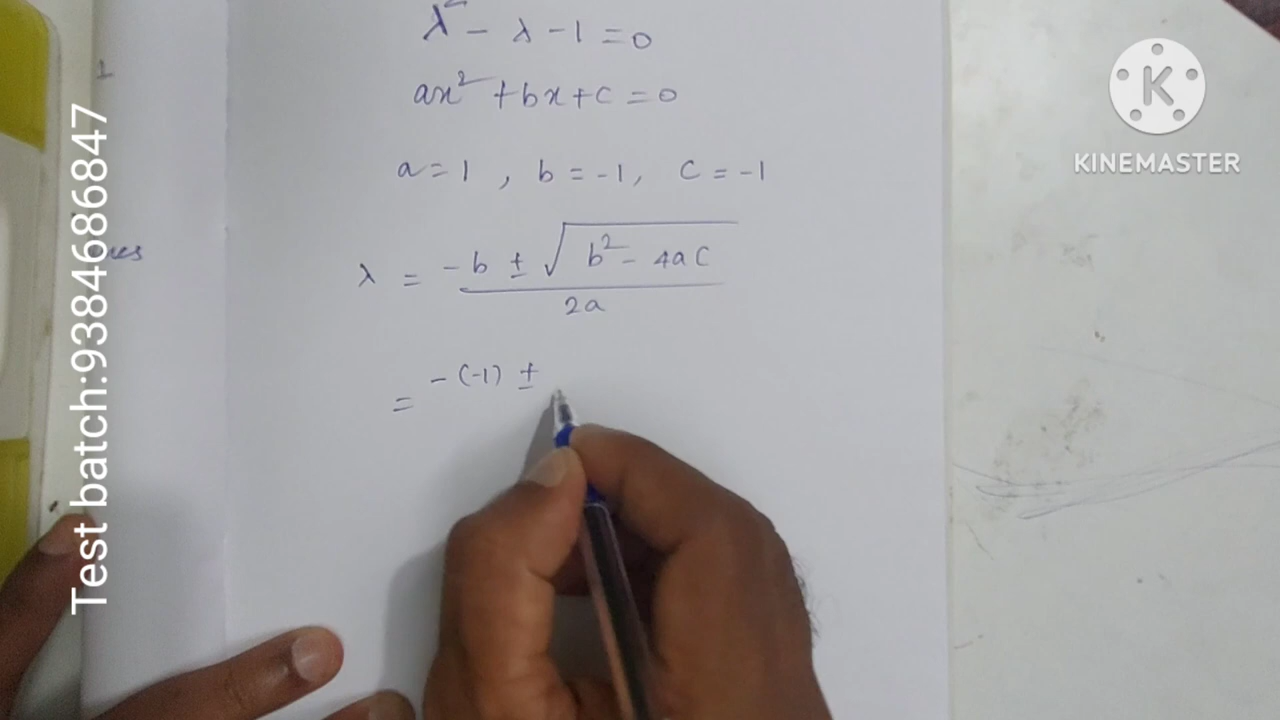 λ² - λ - 1 = 0
ax² + bx + c = 0
a = 1 , b = -1, c = -1
λ = -b ± √b² - 4ac / 2a
= -(-1) ±
Test batch:9384686847
KINEMASTER